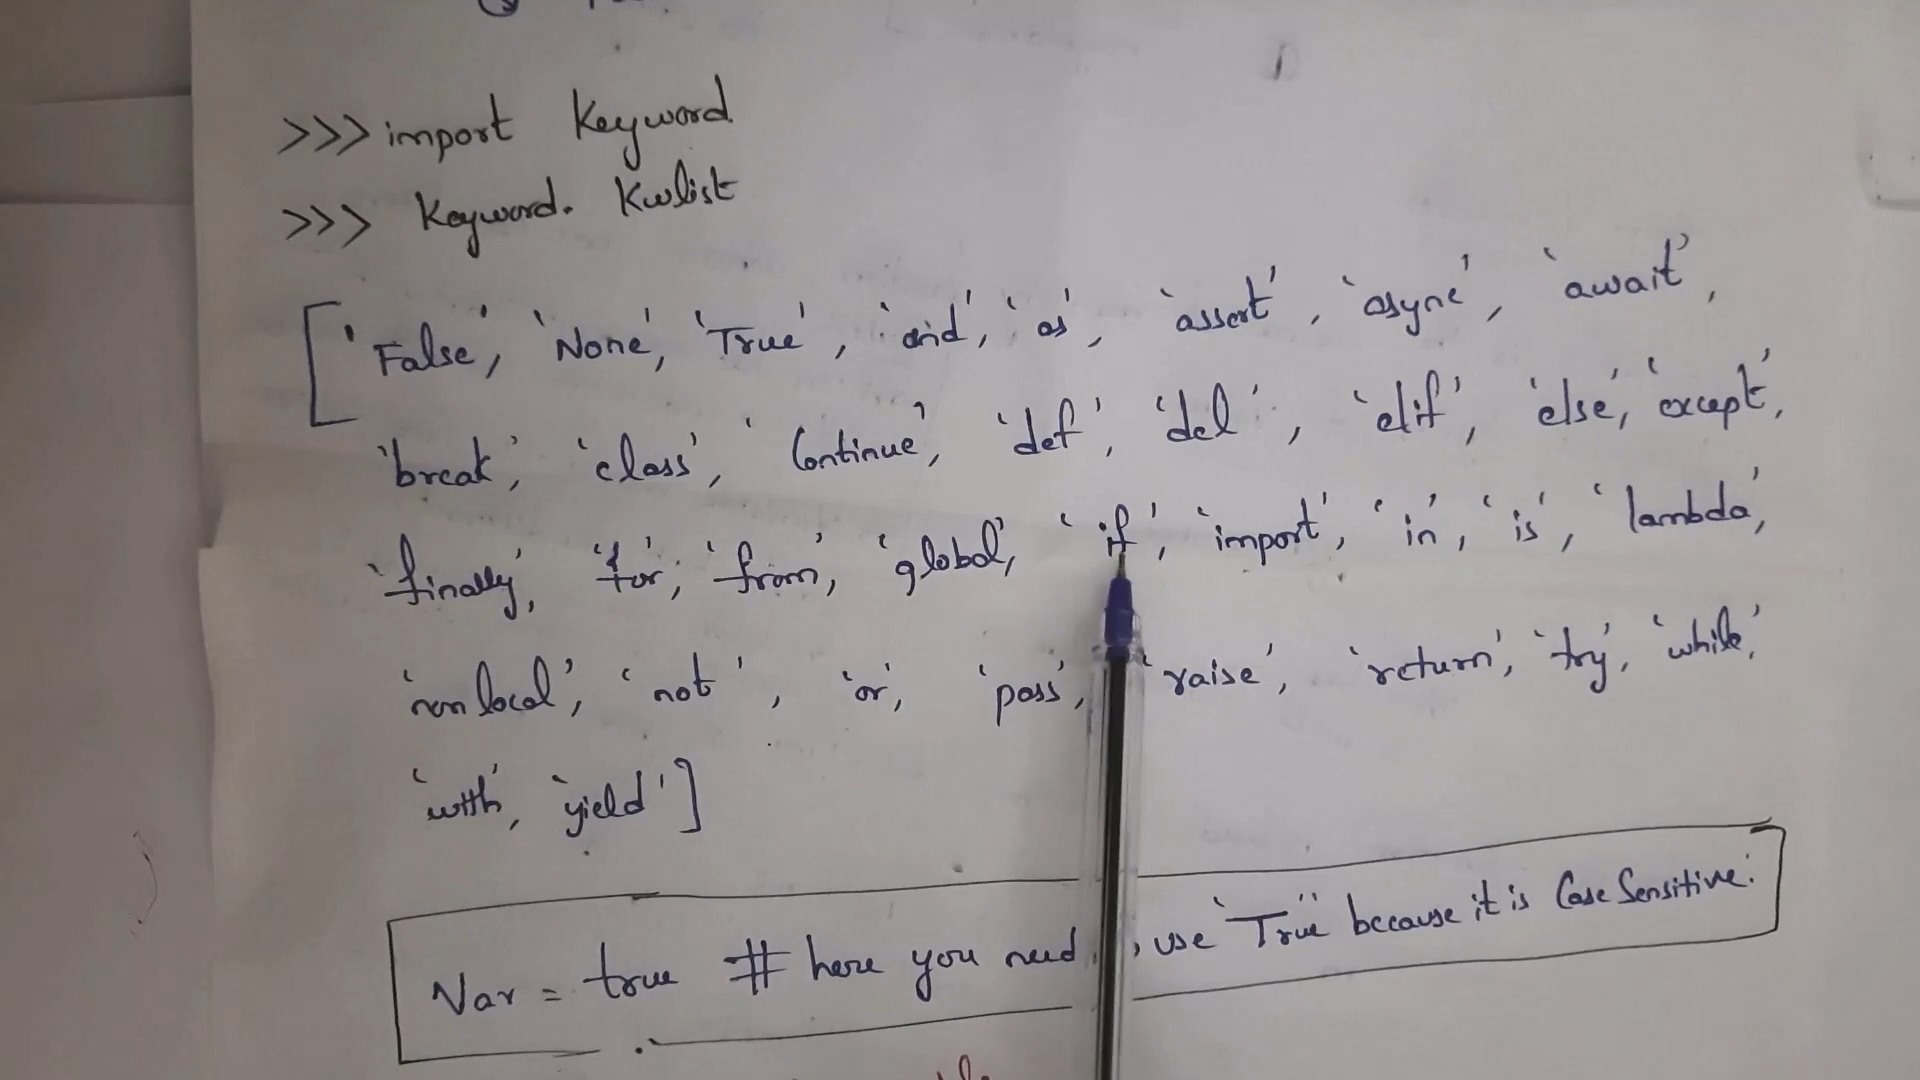 >>> import Keyword
>>> Keyword. Kwlist
['False', 'None', 'True', 'and', 'as', 'assert', 'async', 'await',
'break', 'class', 'Continue', 'def', 'del', 'elif', 'else', 'except',
'finally', 'for', 'from', 'global', 'if', 'import', 'in', 'is', 'lambda',
'nonlocal', 'not', 'or', 'pass', 'raise', 'return', 'try', 'while',
'with', 'yield']
Var = true # here you need use "True" because it is Case Sensitive.